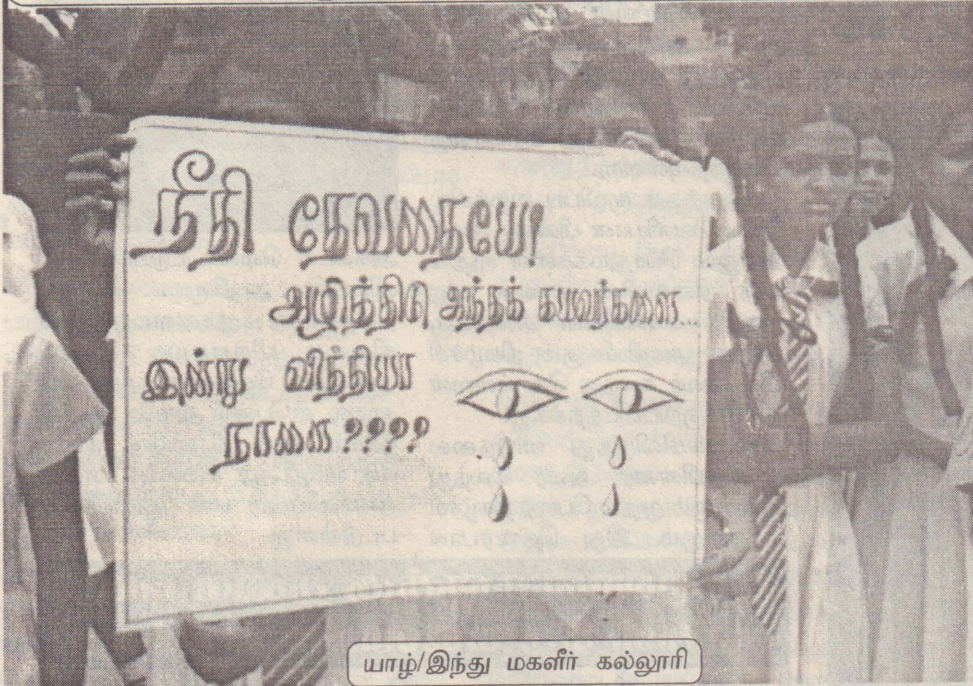 நீதி தேவதையே!
அழித்திடு அந்தக் கயவர்களை...
இன்று வித்தியா
நாளை ????
யாழ்/இந்து மகளீர் கல்லூரி